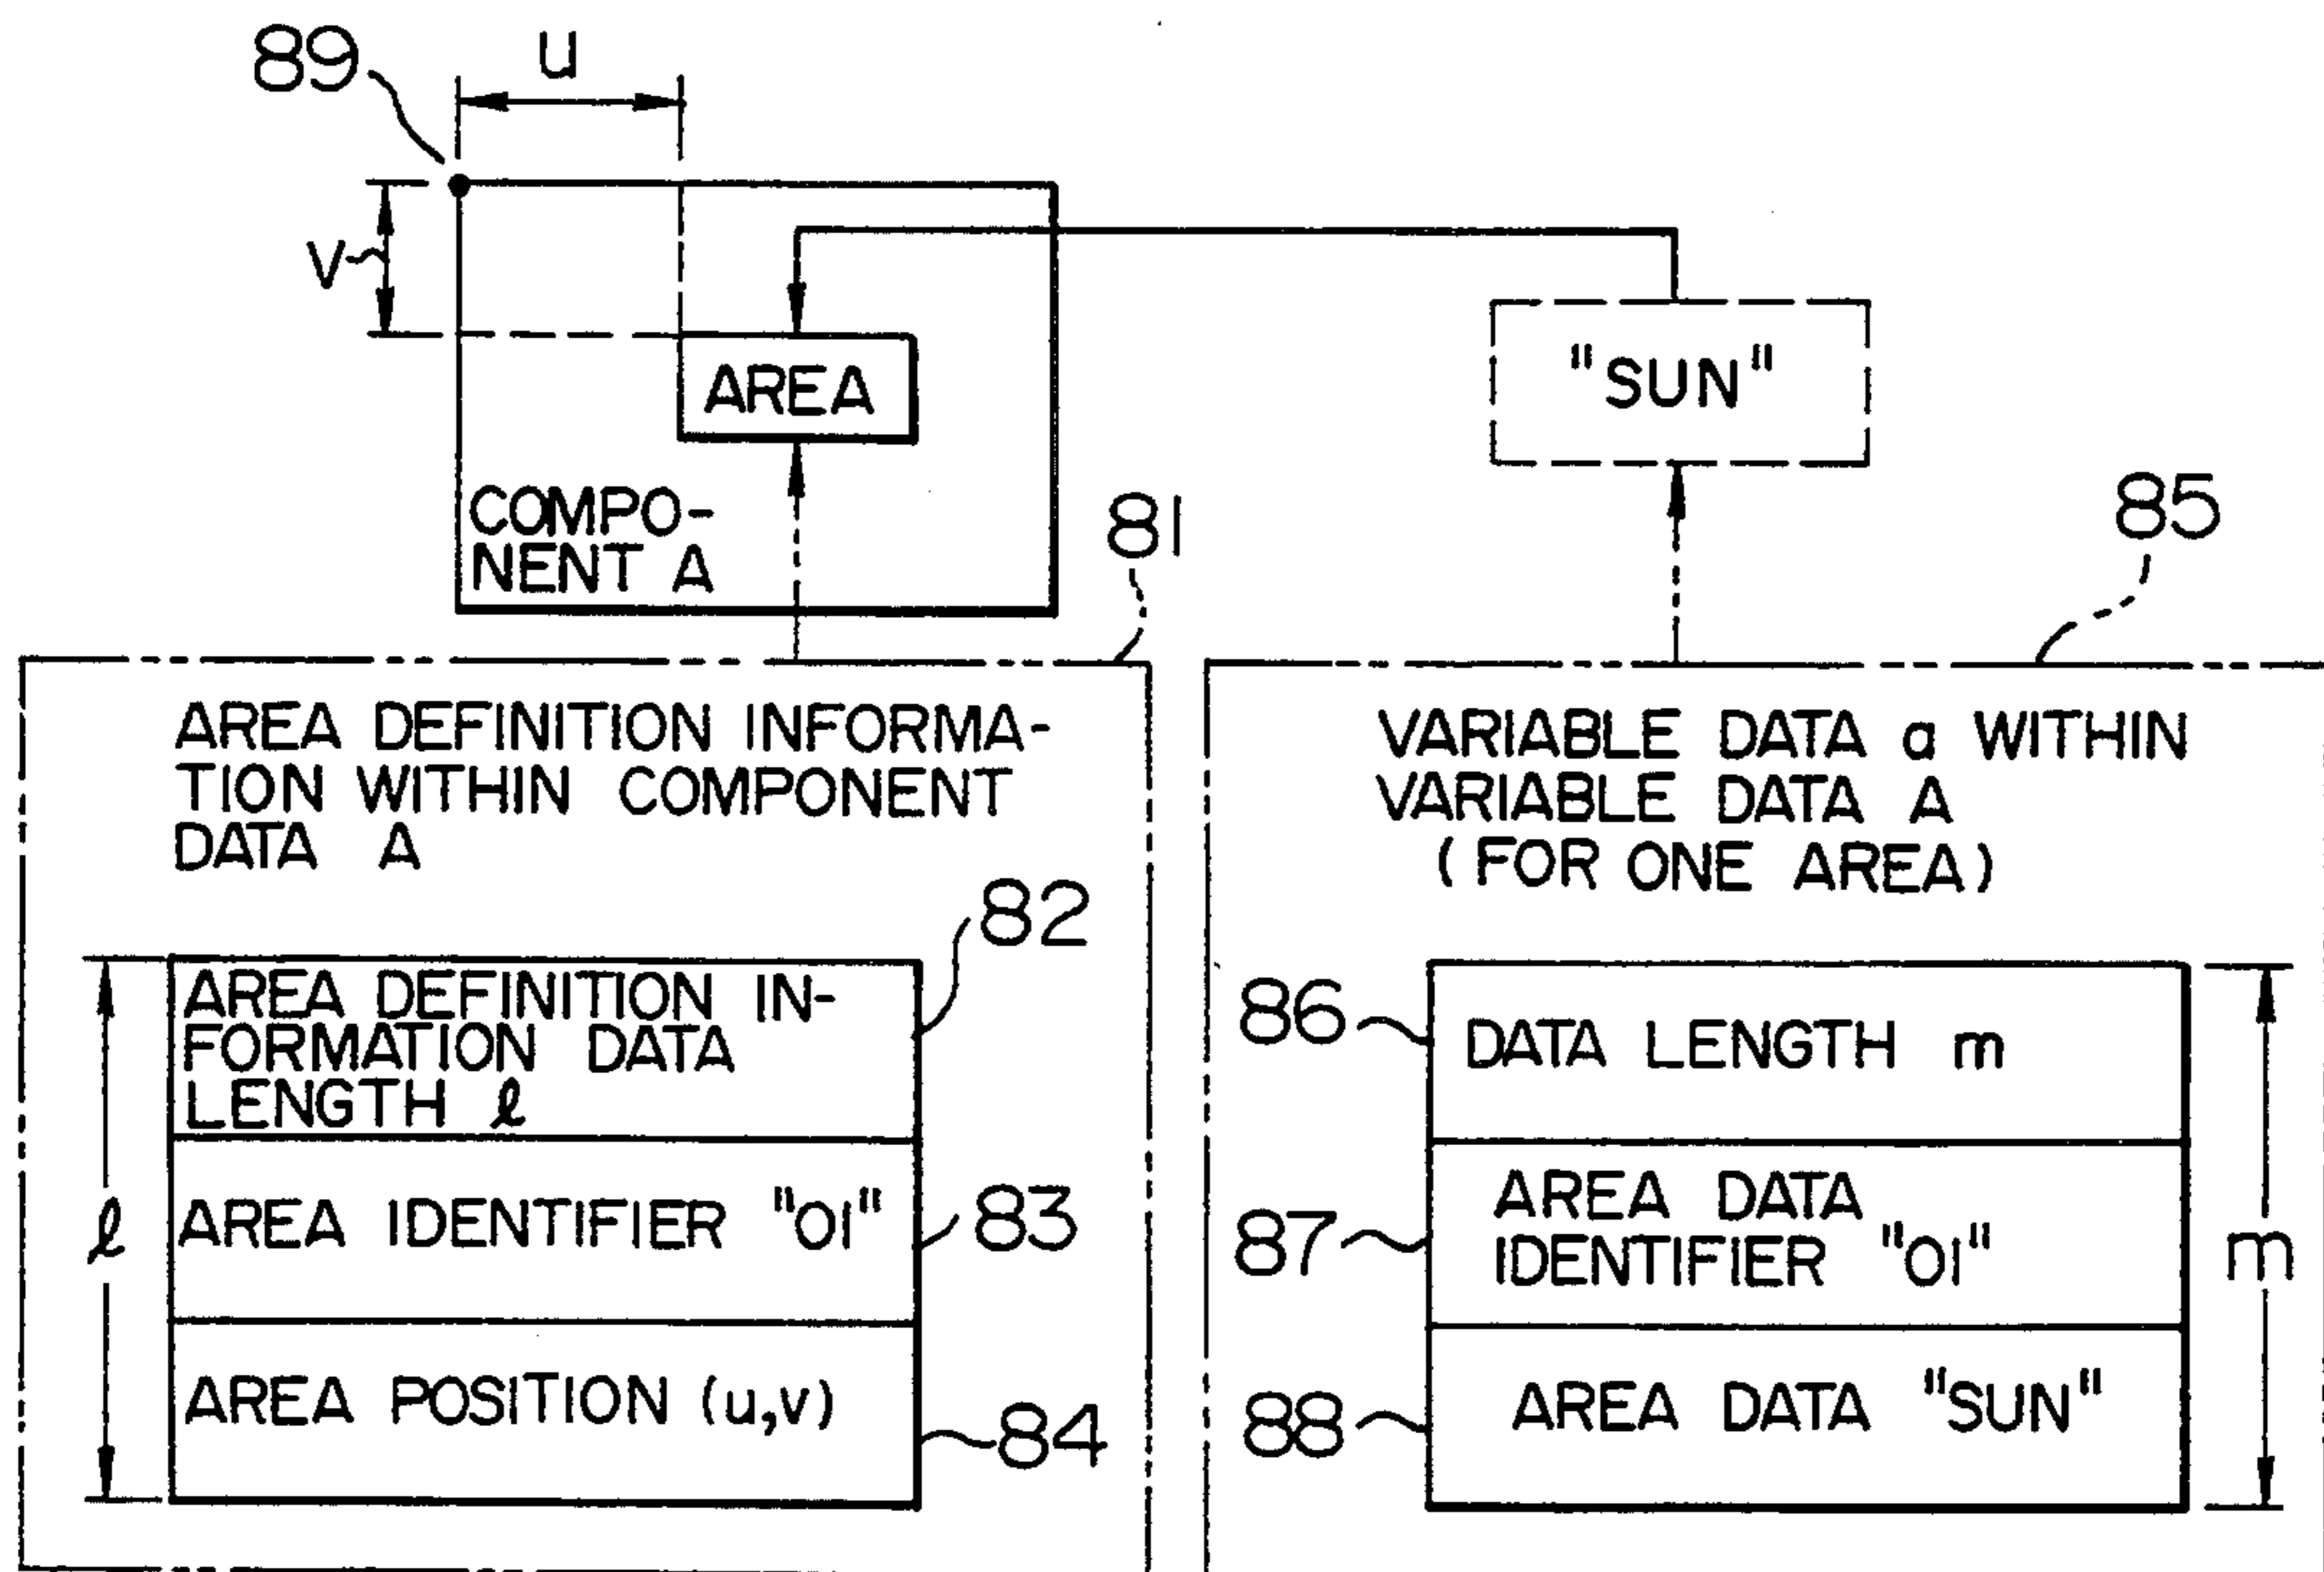 89
u
V
AREA
"SUN"
COMPO-
NENT A
81
85
AREA DEFINITION INFORMA-
TION WITHIN COMPONENT
DATA A
VARIABLE DATA a WITHIN
VARIABLE DATA A
(FOR ONE AREA)
82
AREA DEFINITION IN-
FORMATION DATA
LENGTH ℓ
86
DATA LENGTH m
ℓ
AREA IDENTIFIER "01"
83
87
AREA DATA
IDENTIFIER "01"
m
AREA POSITION (u,v)
84
88
AREA DATA "SUN"